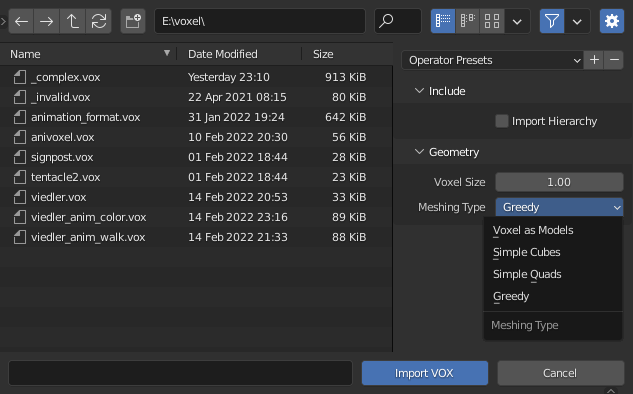 E:\voxel\
Name Date Modified Size
_complex.vox Yesterday 23:10 913 KiB
_invalid.vox 22 Apr 2021 08:15 80 KiB
animation_format.vox 31 Jan 2022 19:24 642 KiB
anivoxel.vox 10 Feb 2022 20:30 56 KiB
signpost.vox 01 Feb 2022 18:44 28 KiB
tentacle2.vox 01 Feb 2022 18:44 23 KiB
viedler.vox 14 Feb 2022 20:53 33 KiB
viedler_anim_color.vox 14 Feb 2022 23:16 89 KiB
viedler_anim_walk.vox 14 Feb 2022 21:33 88 KiB
Operator Presets
Include
Import Hierarchy
Geometry
Voxel Size 1.00
Meshing Type Greedy
Voxel as Models
Simple Cubes
Simple Quads
Greedy
Meshing Type
Import VOX Cancel